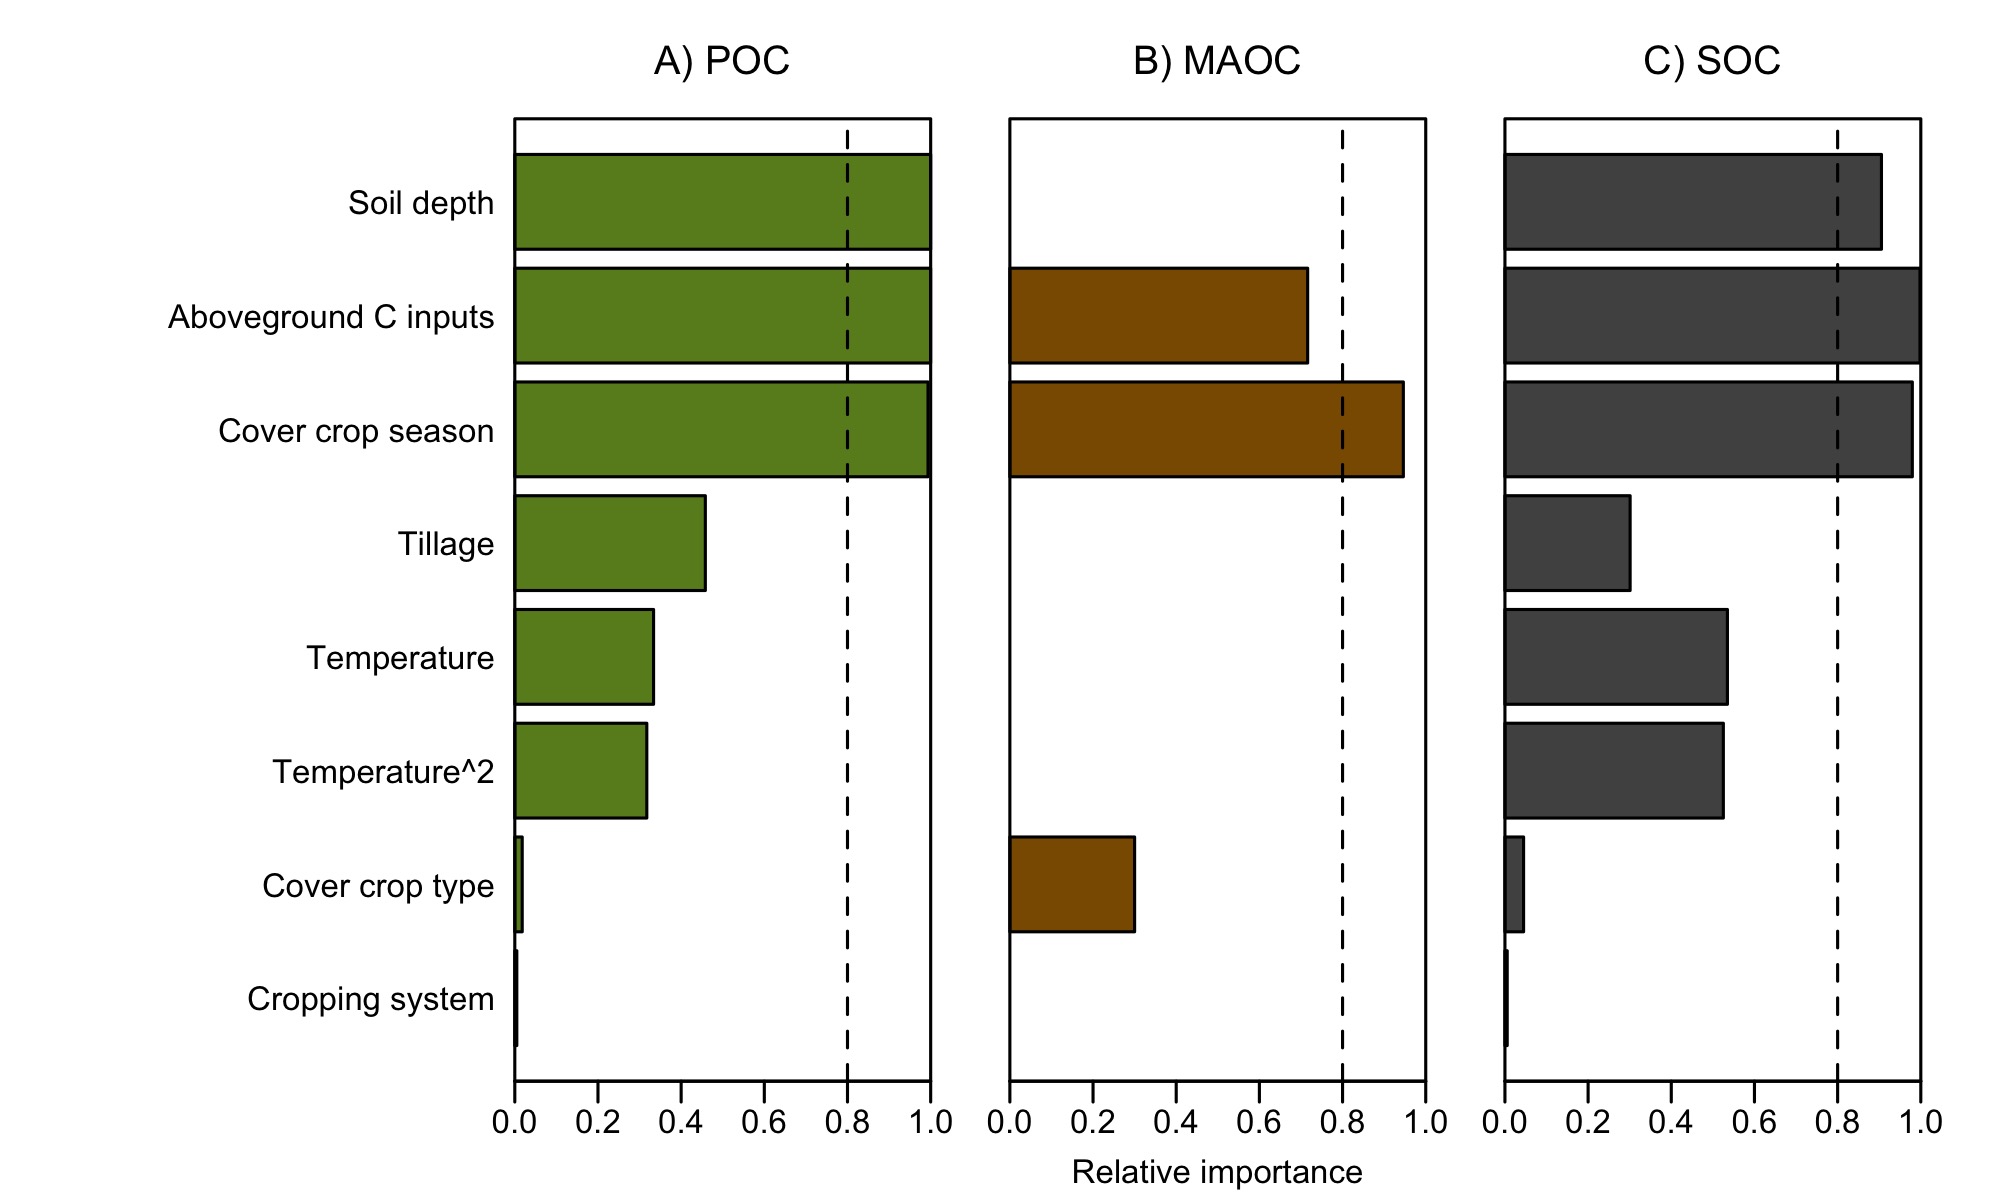 A) POC
B) MAOC
C) SOC
Soil depth
Aboveground C inputs
Cover crop season
Tillage
Temperature
Temperature^2
Cover crop type
Cropping system
0.0 0.2 0.4 0.6 0.8 1.0
0.0 0.2 0.4 0.6 0.8 1.0
0.0 0.2 0.4 0.6 0.8 1.0
Relative importance